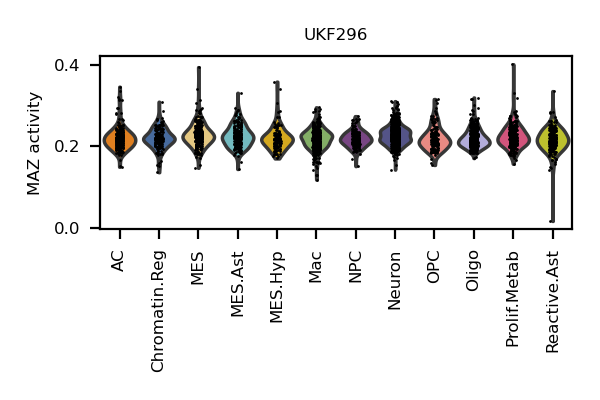 UKF296
MAZ activity
0.4
0.2
0.0
AC
Chromatin.Reg
MES
MES.Ast
MES.Hyp
Mac
NPC
Neuron
OPC
Oligo
Prolif.Metab
Reactive.Ast